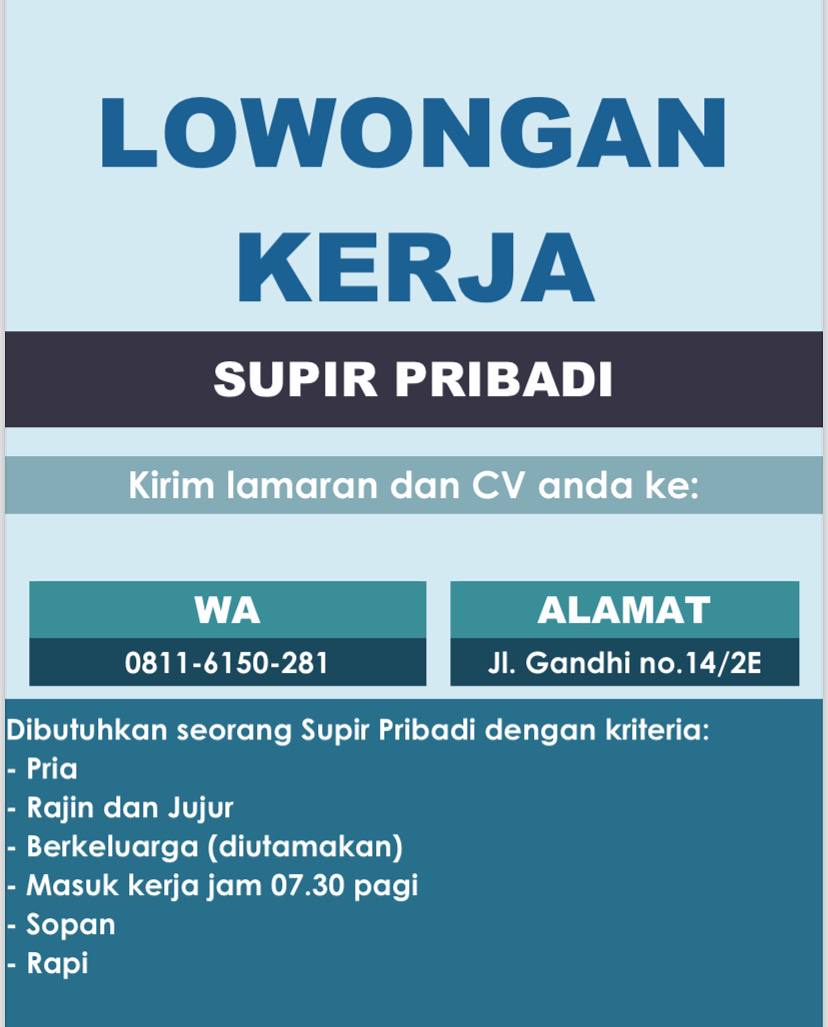 LOWONGAN
KERJA
SUPIR PRIBADI
Kirim lamaran dan CV anda ke:
WA
0811-6150-281
ALAMAT
Jl. Gandhi no.14/2E
Dibutuhkan seorang Supir Pribadi dengan kriteria:
- Pria
- Rajin dan Jujur
- Berkeluarga (diutamakan)
- Masuk kerja jam 07.30 pagi
- Sopan
- Rapi